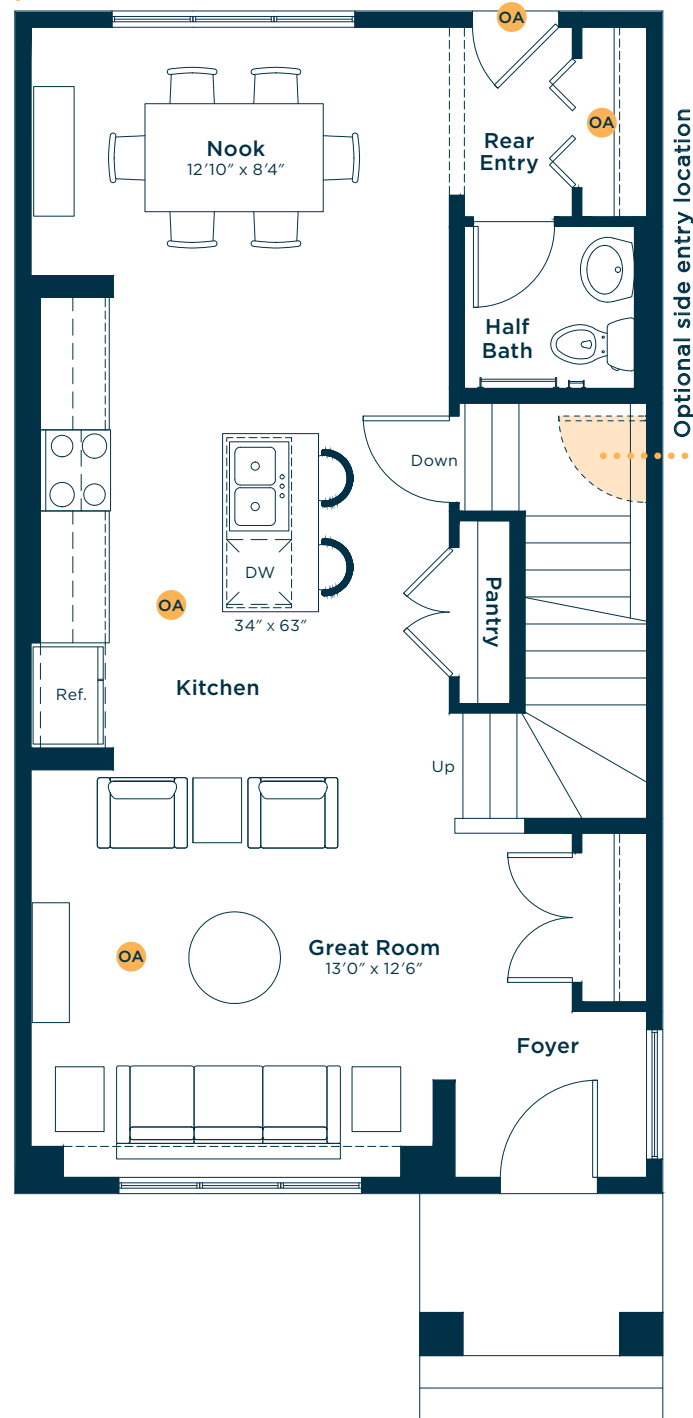 OA
OA
Nook
12'10" x 8'4"
Rear
Entry
Optional side entry location
Half
Bath
Down
DW
Pantry
OA
34" x 63"
Kitchen
Ref.
Up
Great Room
13'0" x 12'6"
OA
Foyer